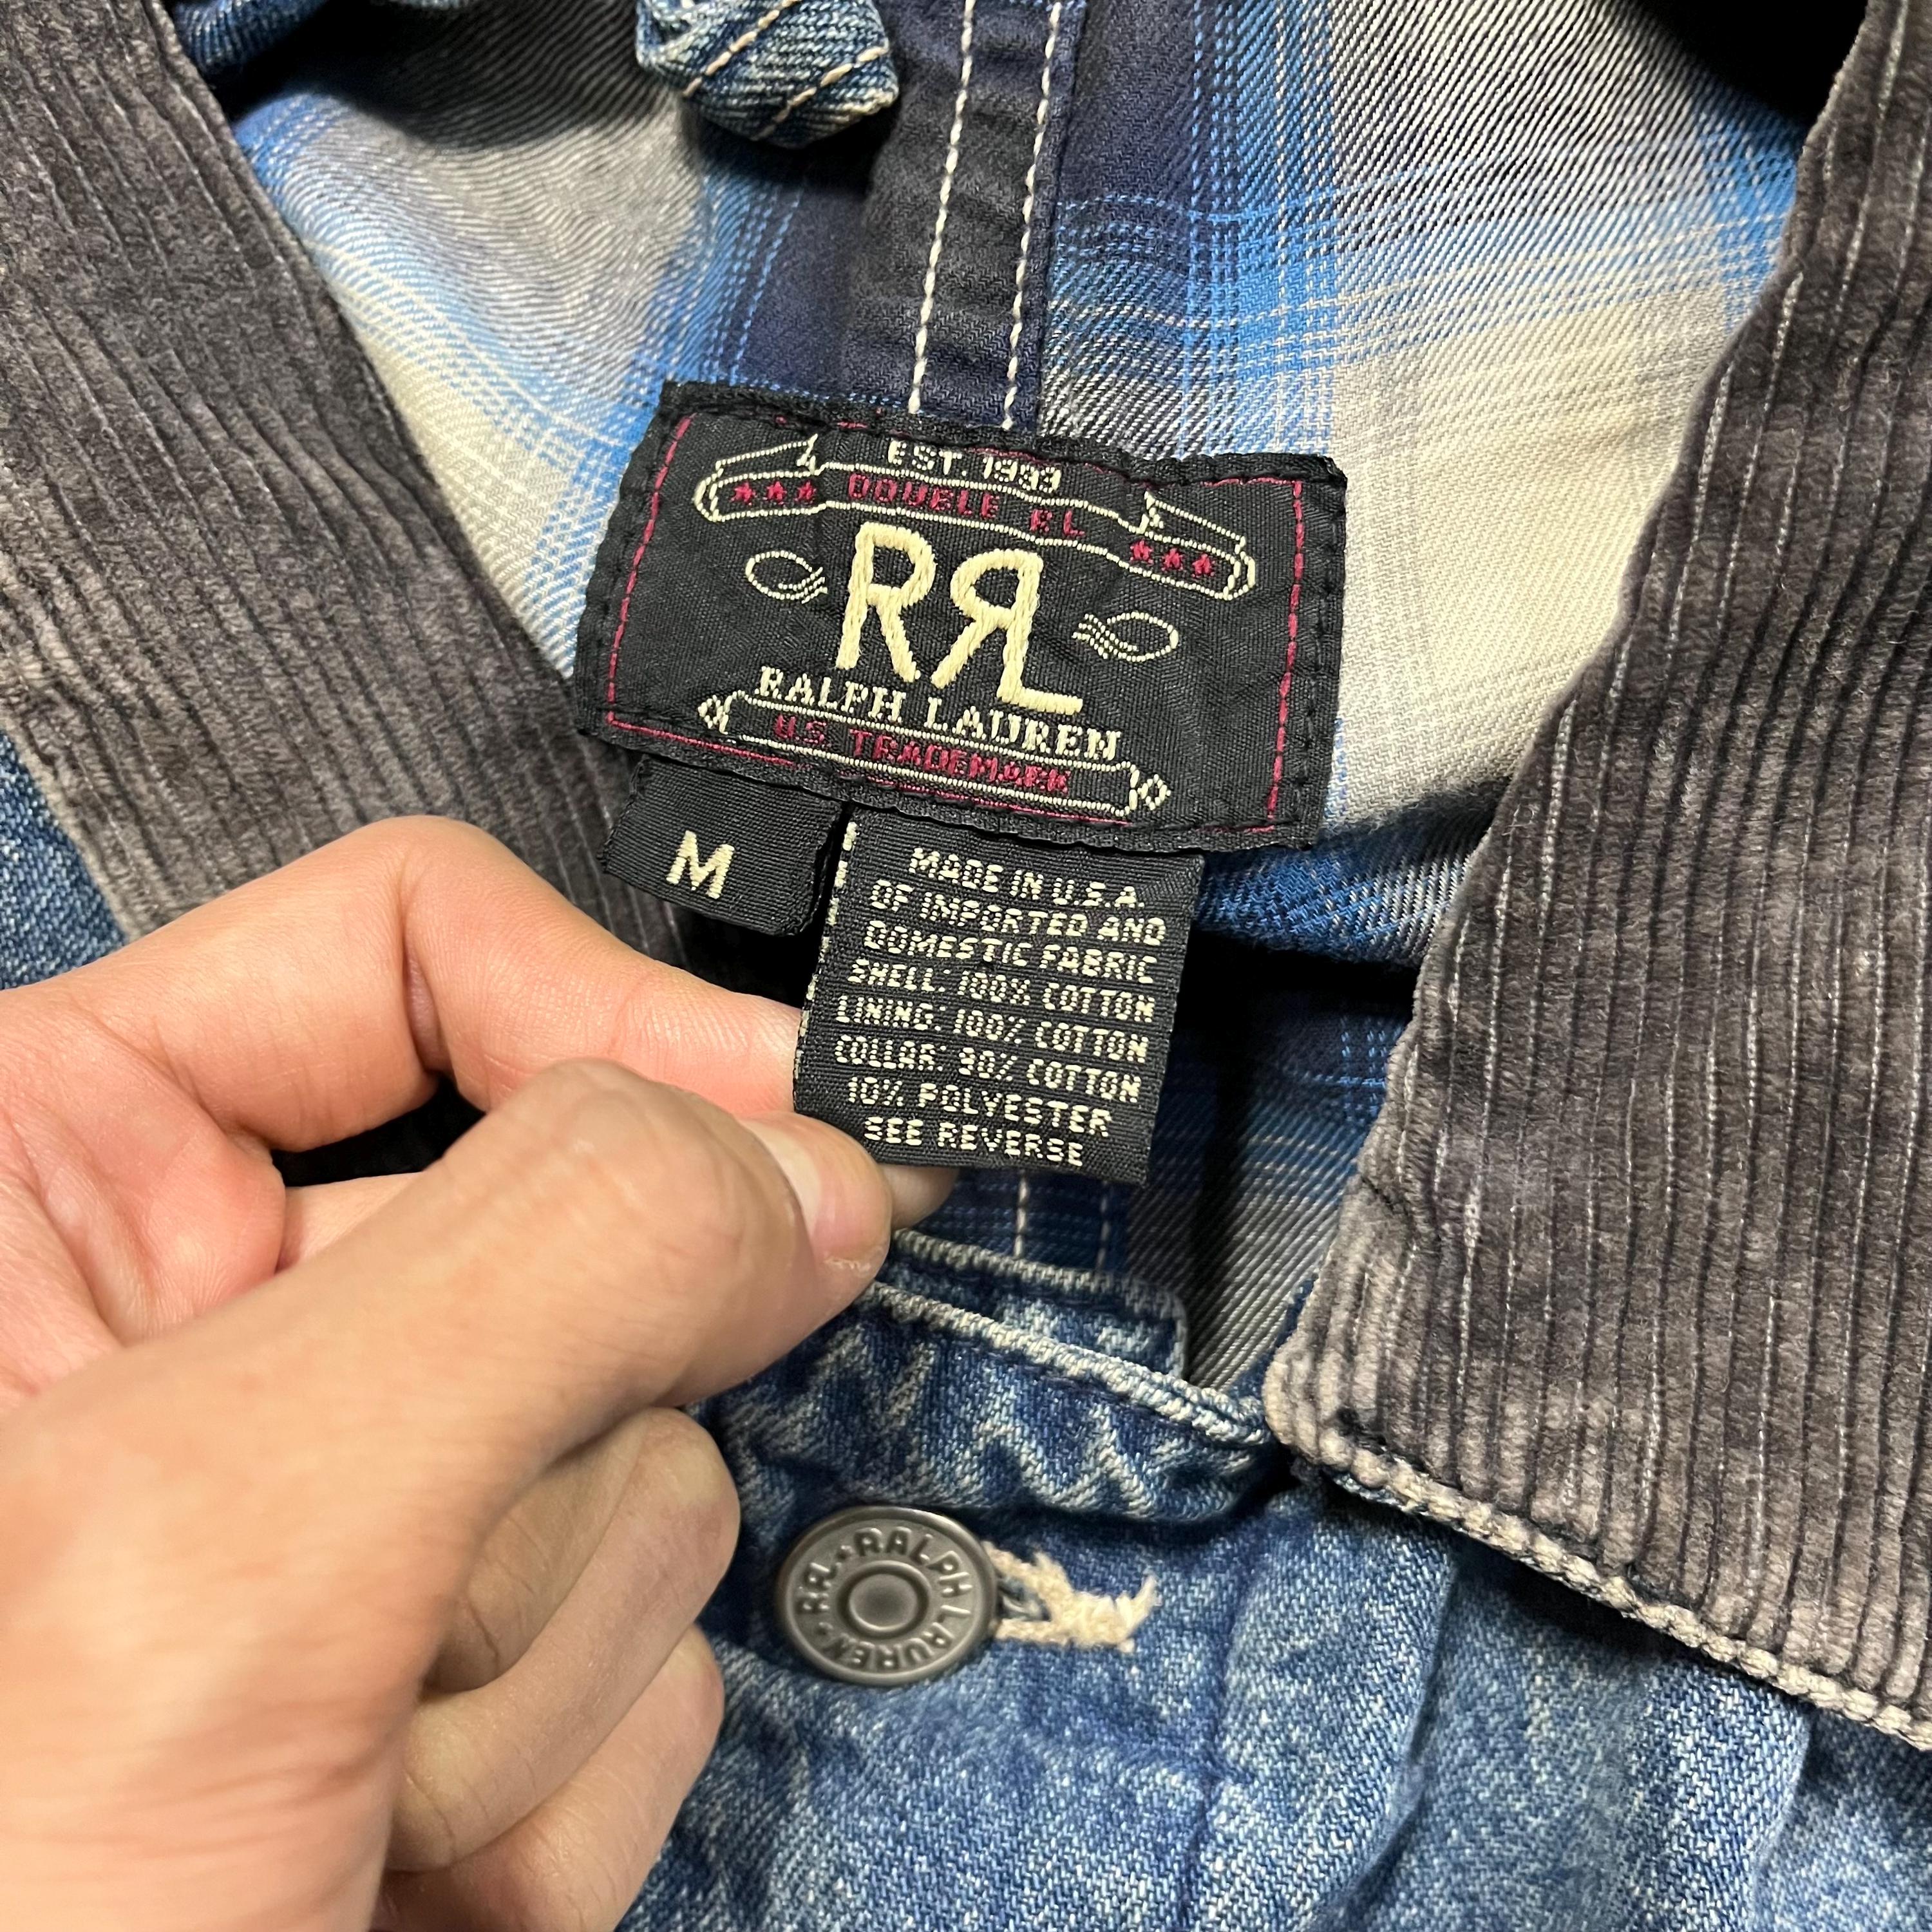 EST. 1993
DOUBLE RL
RRL
RALPH LAUREN
U.S. TRADEMARK
M
MADE IN U.S.A.
OF IMPORTED AND
DOMESTIC FABRIC
SHELL: 100% COTTON
LINING: 100% COTTON
COLLAR: 90% COTTON
10% POLYESTER
SEE REVERSE
RRL • RALPH LAUREN •